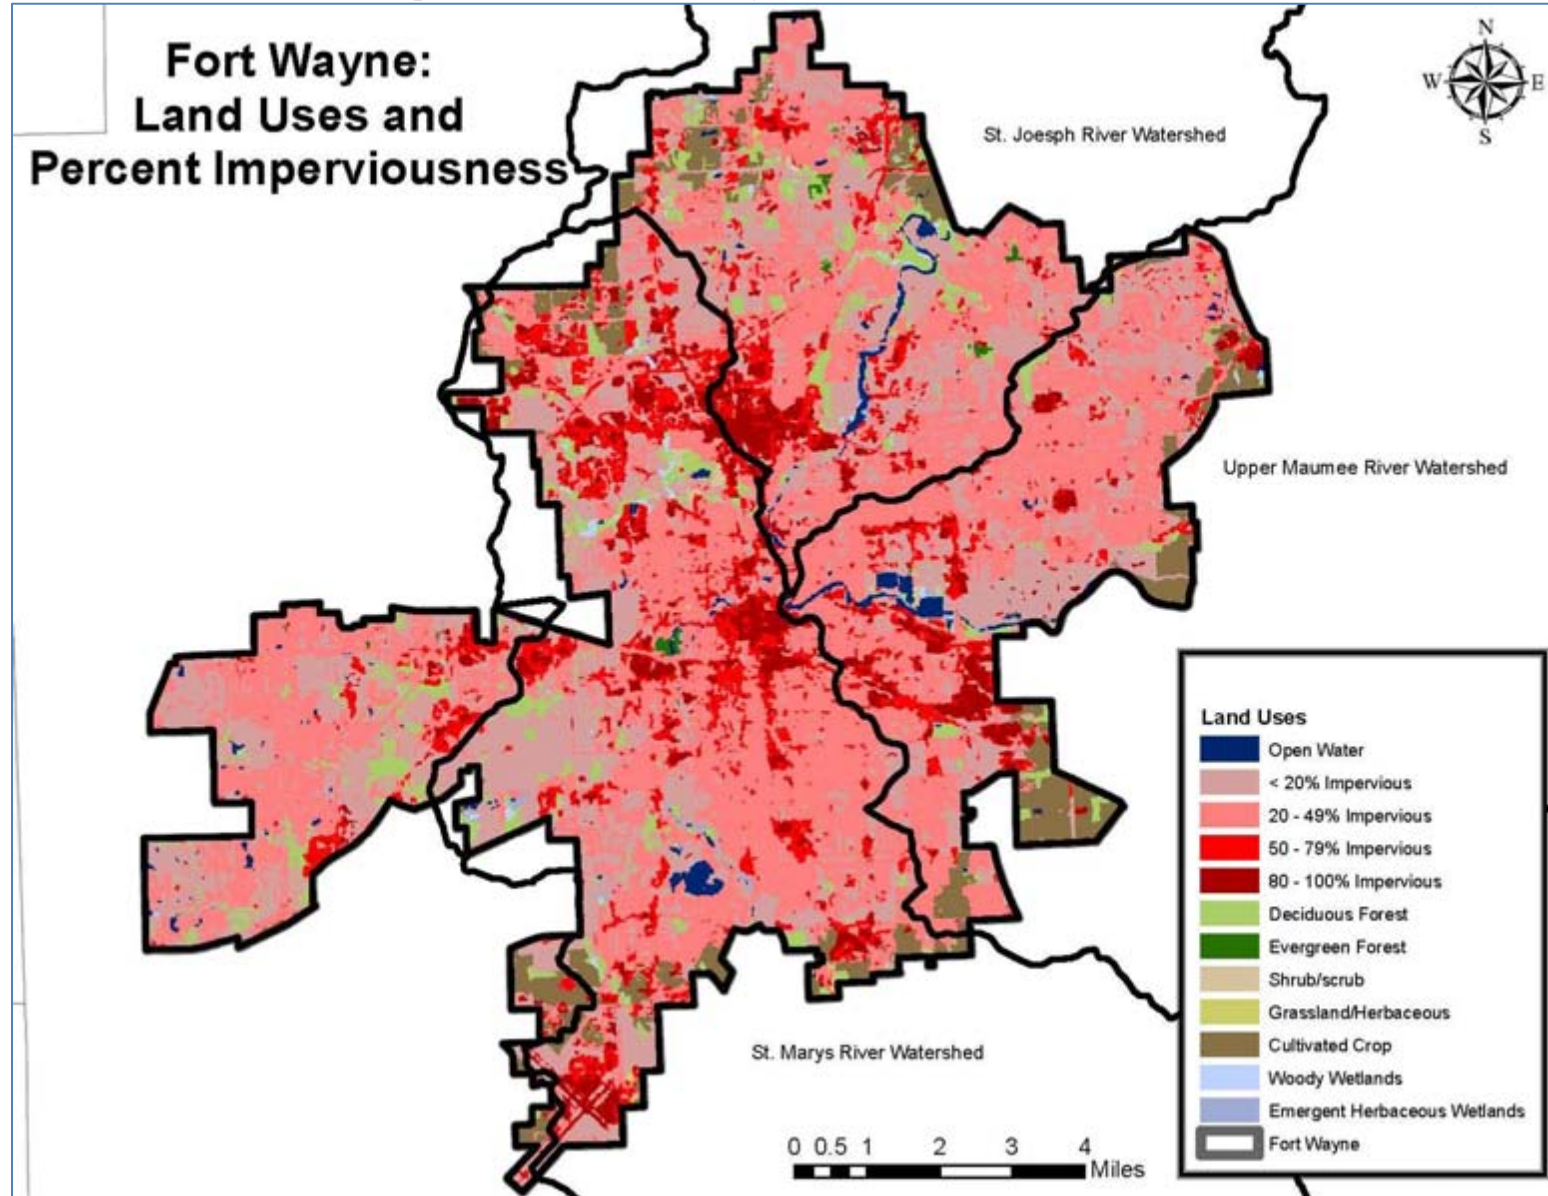 Fort Wayne:
Land Uses and
Percent Imperviousness
N
W
E
S
St. Joesph River Watershed
Upper Maumee River Watershed
St. Marys River Watershed
Land Uses
Open Water
< 20% Impervious
20 - 49% Impervious
50 - 79% Impervious
80 - 100% Impervious
Deciduous Forest
Evergreen Forest
Shrub/scrub
Grassland/Herbaceous
Cultivated Crop
Woody Wetlands
Emergent Herbaceous Wetlands
Fort Wayne
0 0.5 1 2 3 4
Miles